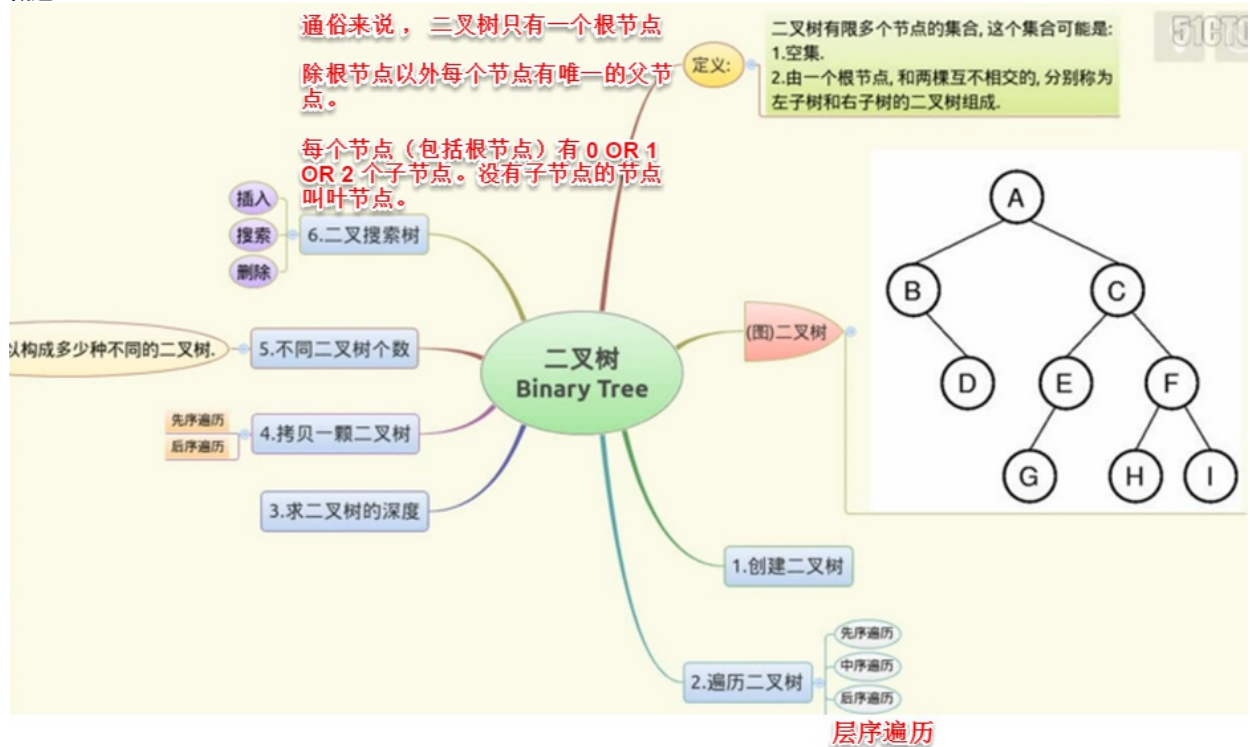 通俗来说， 二叉树只有一个根节点
除根节点以外每个节点有唯一的父节
点。
每个节点（包括根节点）有 0 OR 1
OR 2 个子节点。没有子节点的节点
叫叶节点。
定义:
二叉树有限多个节点的集合, 这个集合可能是:
1.空集.
2.由一个根节点, 和两棵互不相交的, 分别称为
左子树和右子树的二叉树组成.
51CTO
插入
搜索
删除
6.二叉搜索树
以构成多少种不同的二叉树.
5.不同二叉树个数
先序遍历
后序遍历
4.拷贝一颗二叉树
3.求二叉树的深度
二叉树
Binary Tree
(图)二叉树
A
B
C
D
E
F
G
H
I
1.创建二叉树
2.遍历二叉树
先序遍历
中序遍历
后序遍历
层序遍历